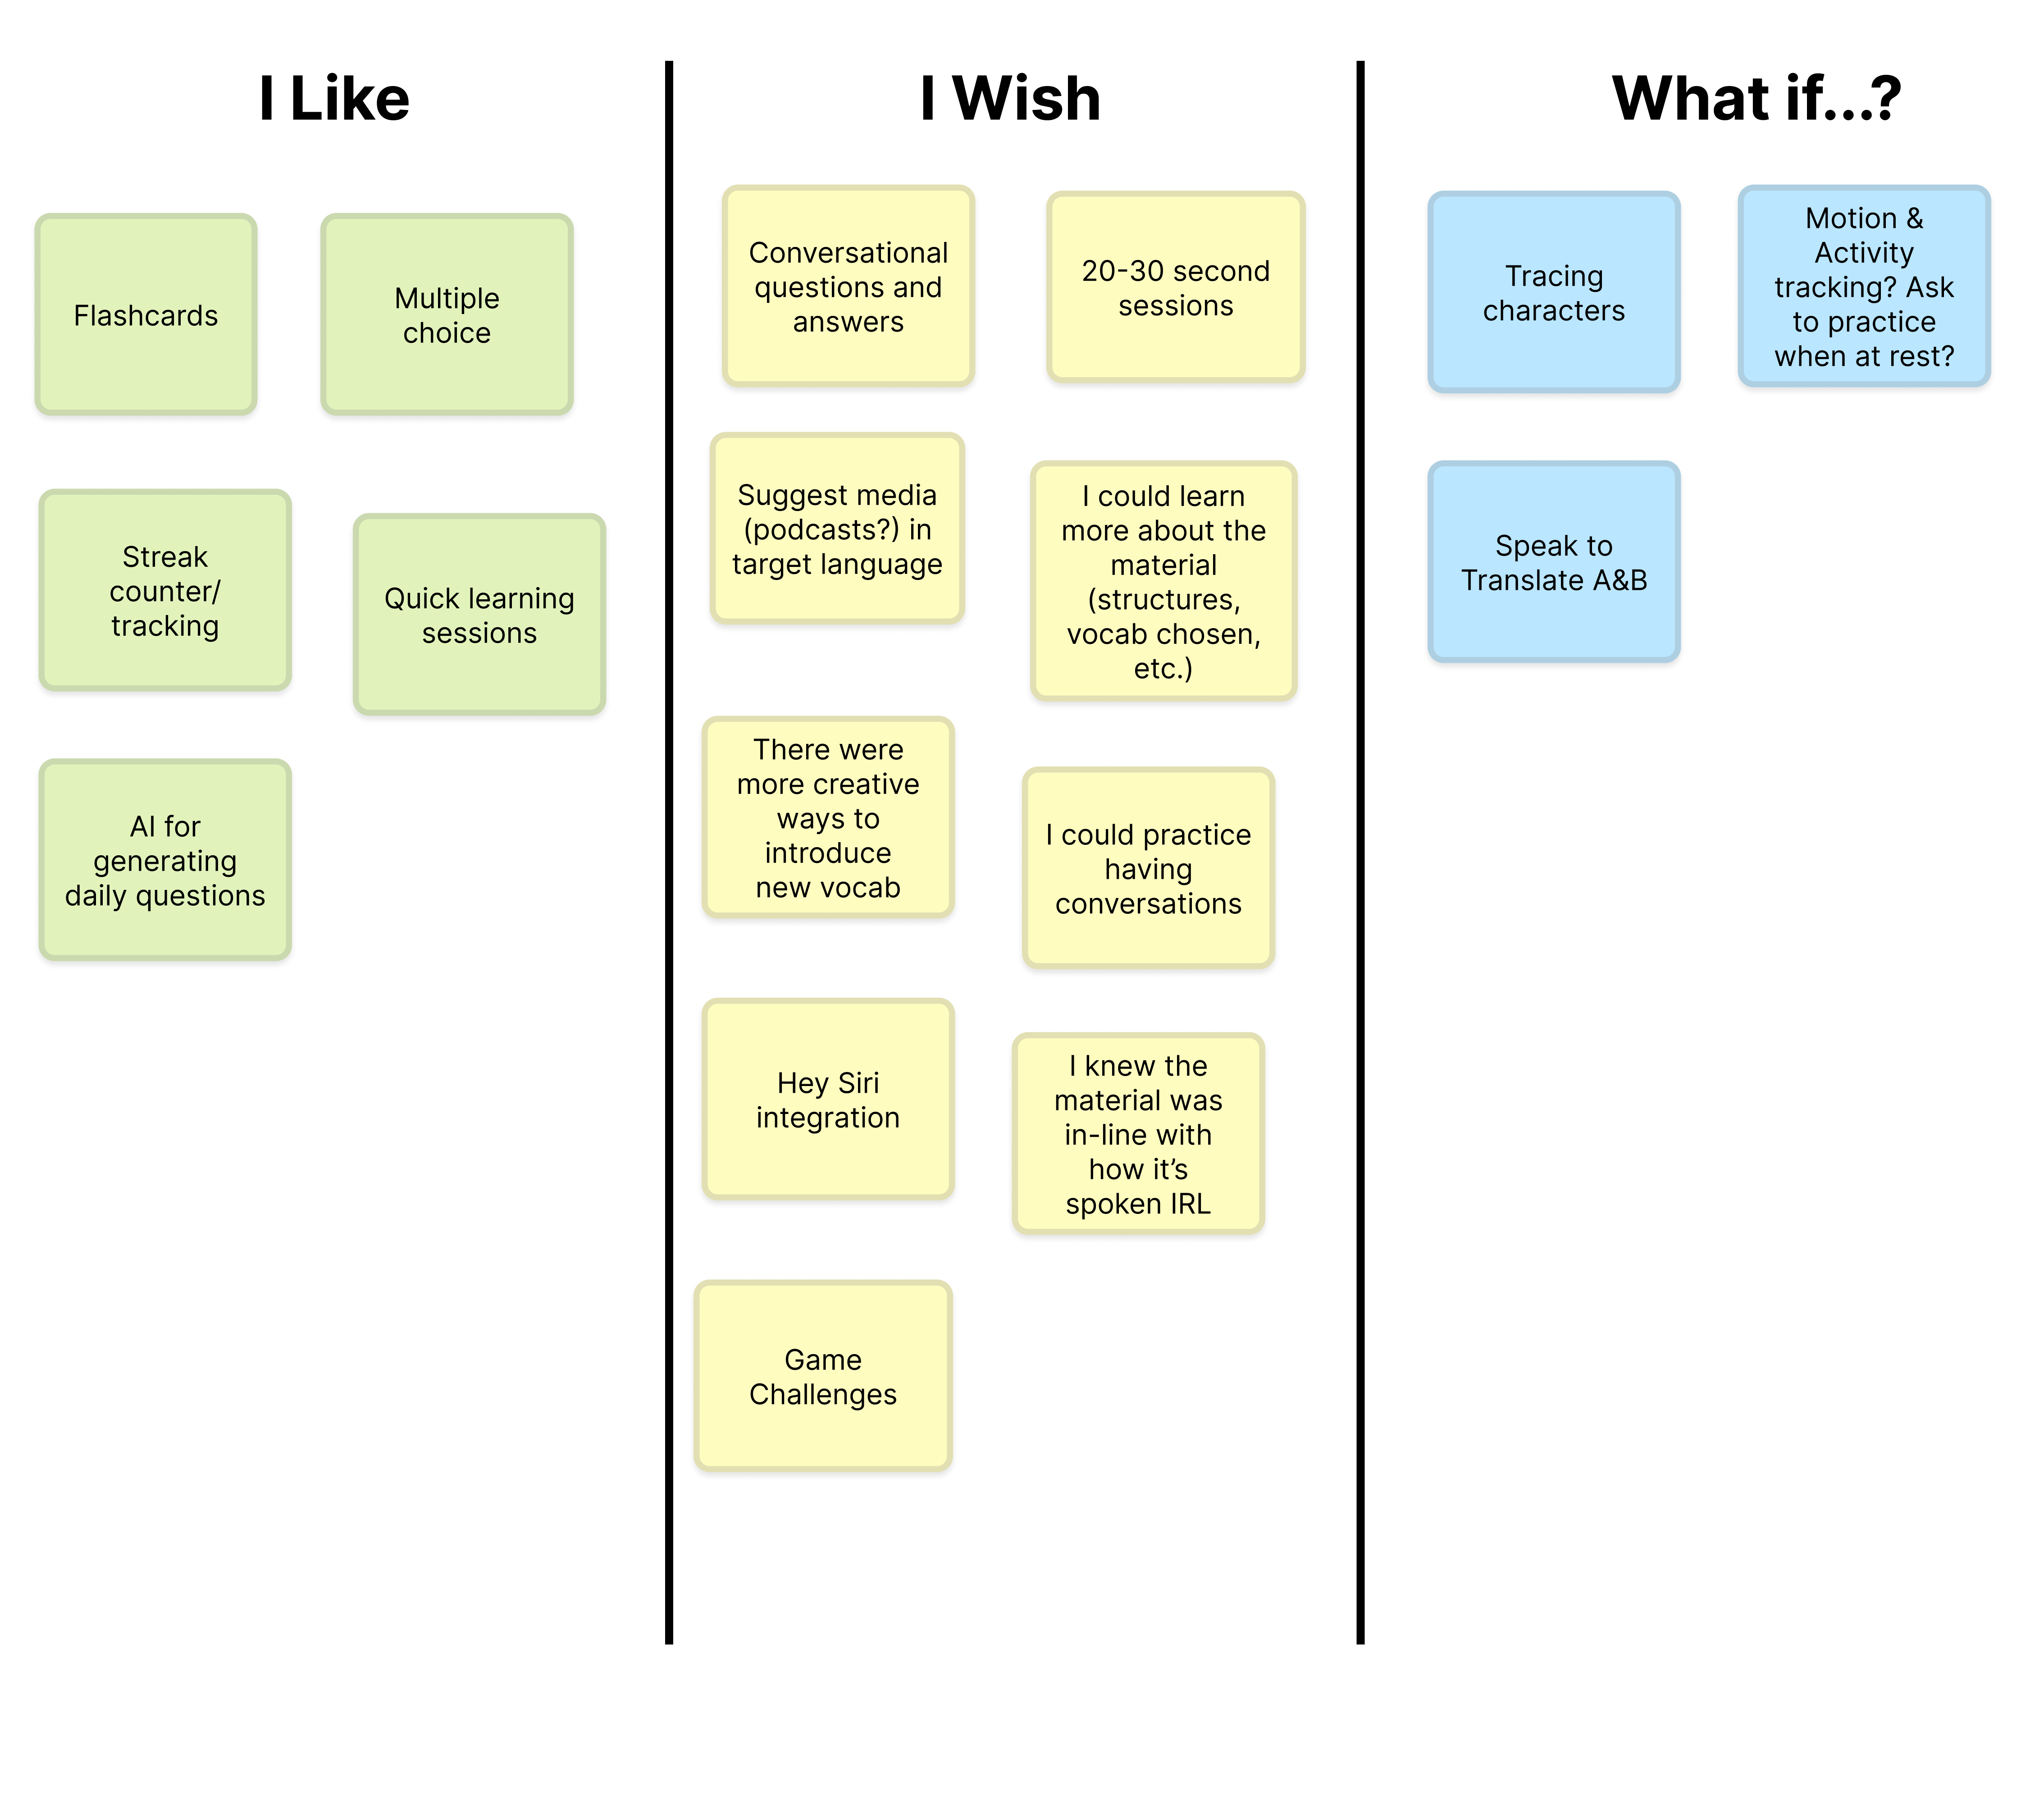 I Like
Flashcards
Multiple
choice
Streak
counter/
tracking
Quick learning
sessions
AI for
generating
daily questions
I Wish
Conversational
questions and
answers
20-30 second
sessions
Suggest media
(podcasts?) in
target language
I could learn
more about the
material
(structures,
vocab chosen,
etc.)
There were
more creative
ways to
introduce
new vocab
I could practice
having
conversations
Hey Siri
integration
I knew the
material was
in-line with
how it’s
spoken IRL
Game
Challenges
What if...?
Tracing
characters
Motion &
Activity
tracking? Ask
to practice
when at rest?
Speak to
Translate A&B